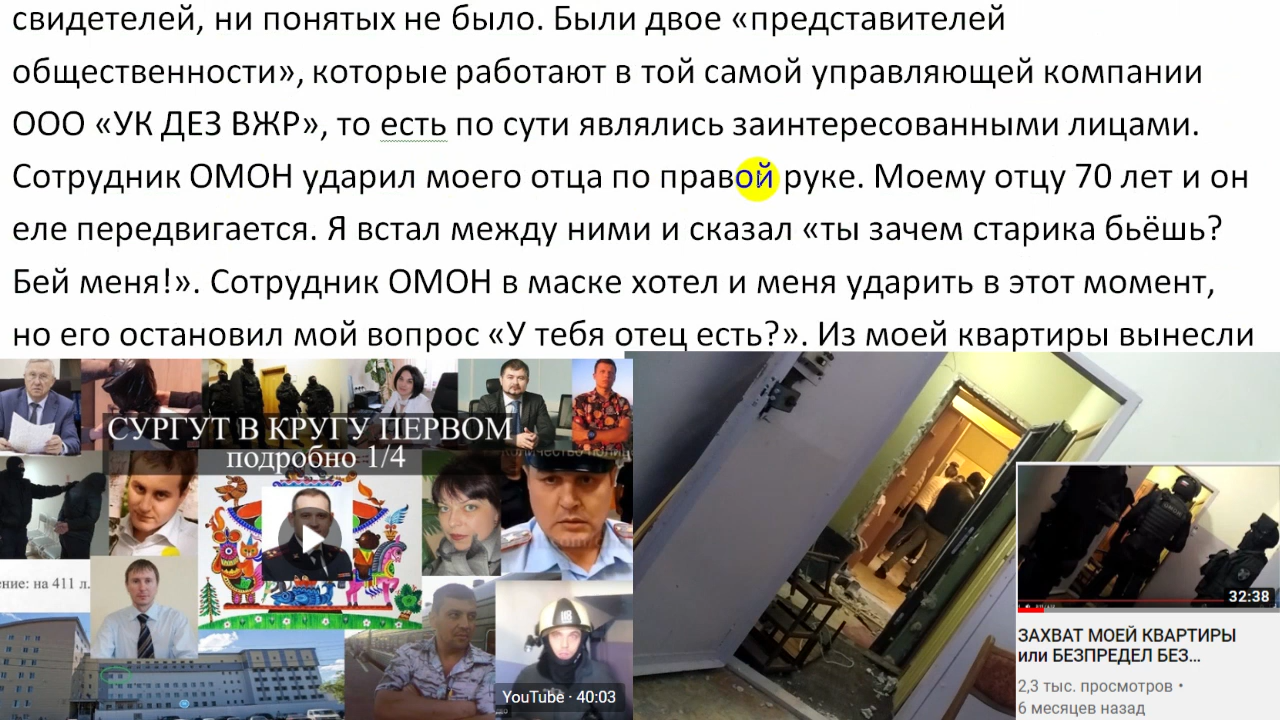 свидетелей, ни понятых не было. Были двое «представителей
общественности», которые работают в той самой управляющей компании
ООО «УК ДЕЗ ВЖР», то есть по сути являлись заинтересованными лицами.
Сотрудник ОМОН ударил моего отца по правой руке. Моему отцу 70 лет и он
еле передвигается. Я встал между ними и сказал «ты зачем старика бьёшь?
Бей меня!». Сотрудник ОМОН в маске хотел и меня ударить в этот момент,
но его остановил мой вопрос «У тебя отец есть?». Из моей квартиры вынесли
СУРГУТ В КРУГУ ПЕРВОМ
подробно 1/4
ение: на 411 л.
YouTube · 40:03
32:38
ЗАХВАТ МОЕЙ КВАРТИРЫ
или БЕЗПРЕДЕЛ БЕЗ...
2,3 тыс. просмотров •
6 месяцев назад